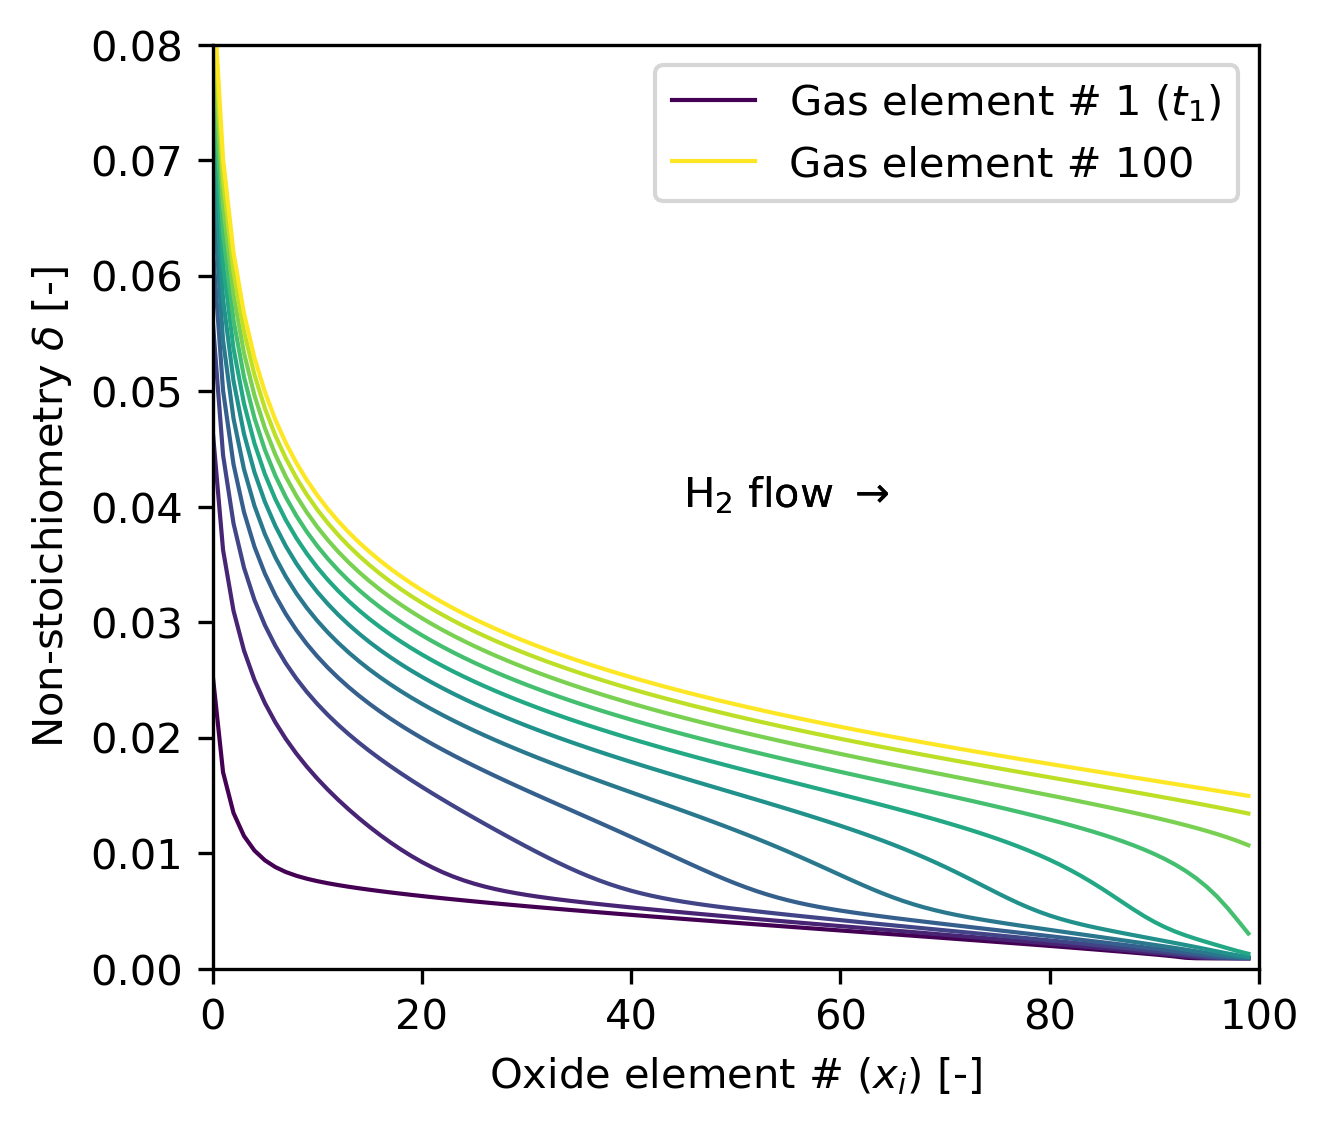 0.08
0.07
0.06
0.05
0.04
0.03
0.02
0.01
0.00
Non-stoichiometry δ [-]
Gas element # 1 (t₁)
Gas element # 100
H₂ flow →
0 20 40 60 80 100
Oxide element # (xᵢ) [-]